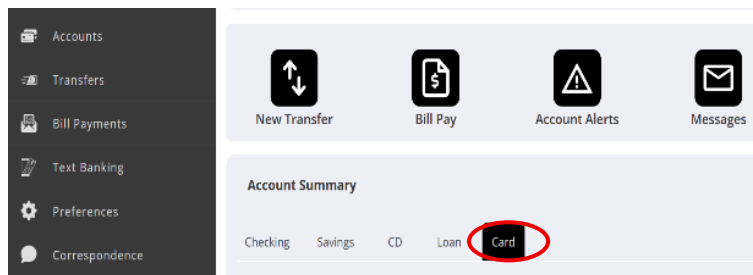 Accounts
Transfers
Bill Payments
Text Banking
Preferences
Correspondence
New Transfer
Bill Pay
Account Alerts
Messages
Account Summary
Checking Savings CD Loan Card